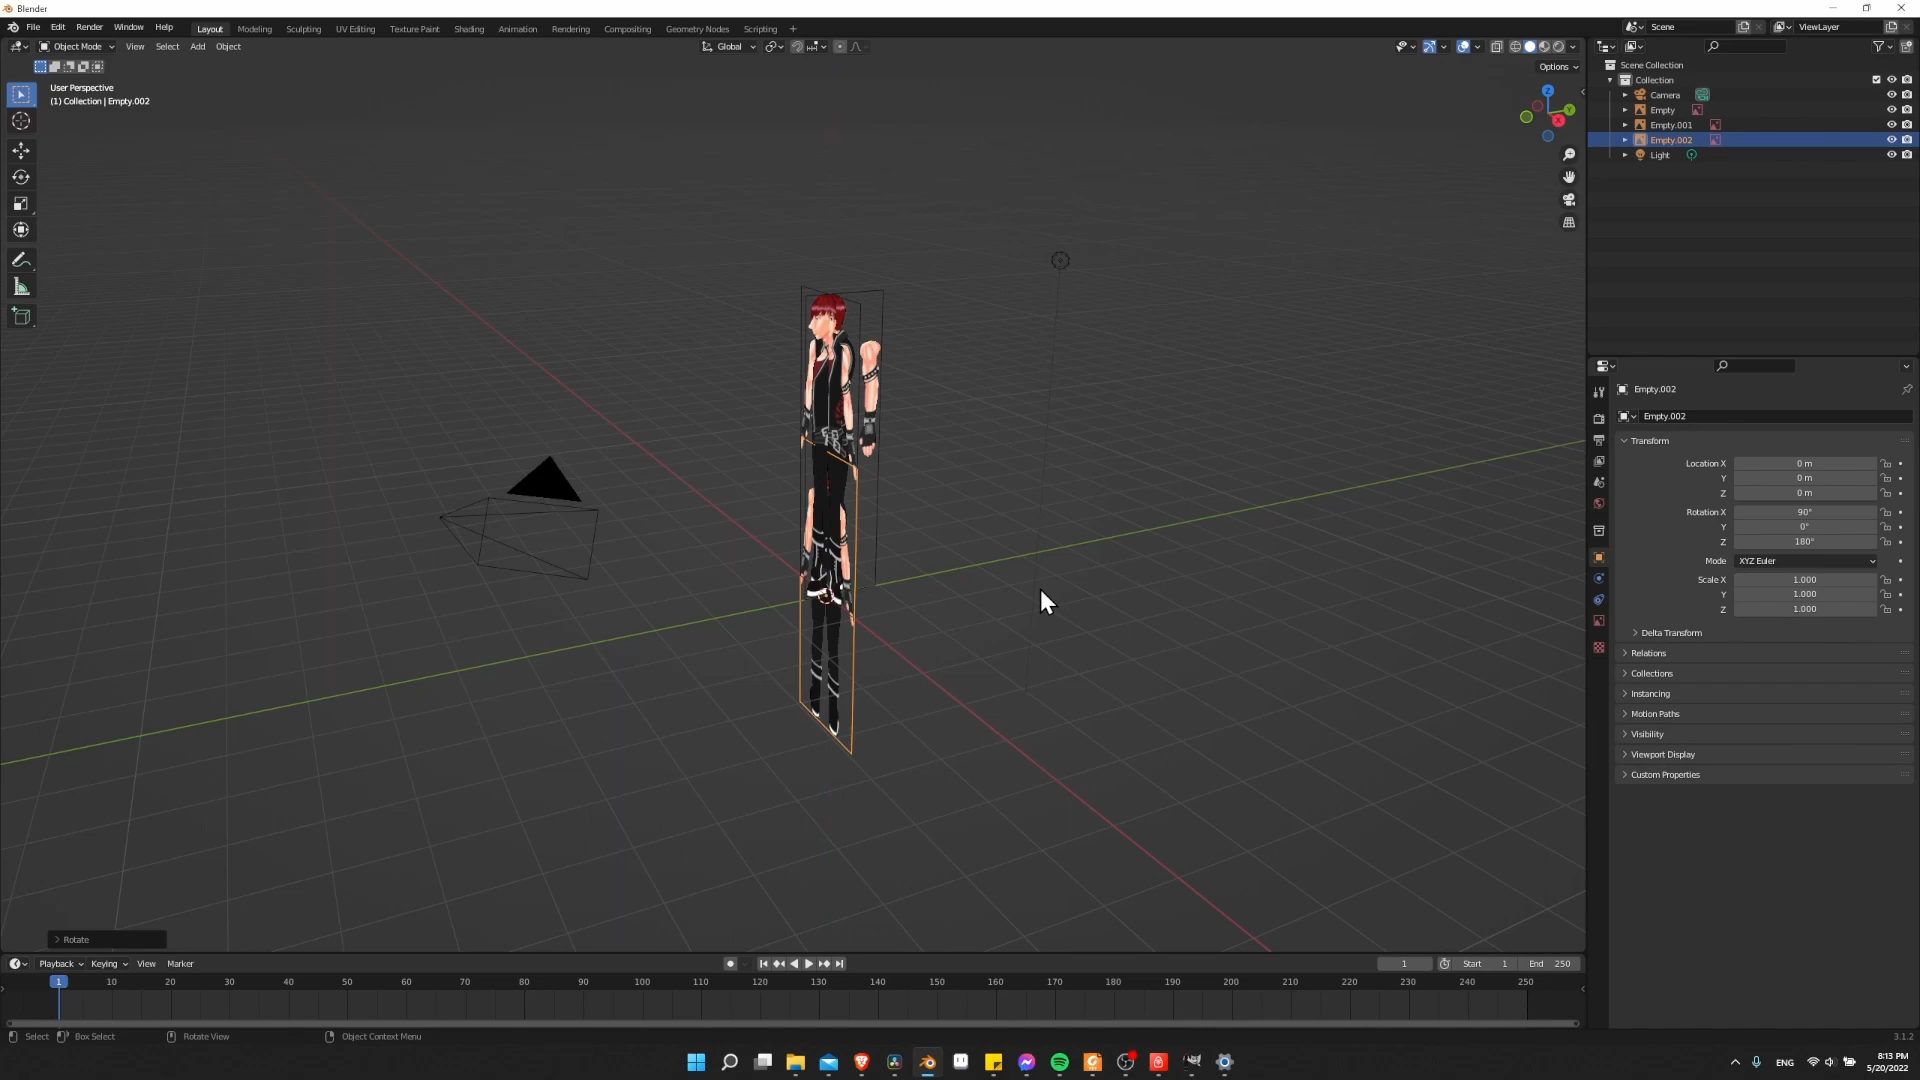 Blender
File Edit Render Window Help Layout Modeling Sculpting UV Editing Texture Paint Shading Animation Rendering Compositing Geometry Nodes Scripting + Scene ViewLayer
Object Mode View Select Add Object Global
Options
User Perspective
(1) Collection | Empty.002
Z
Y
X
Scene Collection
Collection
Camera
Empty
Empty.001
Empty.002
Light
Empty.002
Empty.002
Transform
Location X 0 m
Y 0 m
Z 0 m
Rotation X 90°
Y 0°
Z 180°
Mode XYZ Euler
Scale X 1.000
Y 1.000
Z 1.000
Delta Transform
Relations
Collections
Instancing
Motion Paths
Visibility
Viewport Display
Custom Properties
Rotate
Playback Keying View Marker 1 Start 1 End 250
1 10 20 30 40 50 60 70 80 90 100 110 120 130 140 150 160 170 180 190 200 210 220 230 240 250
Select Box Select Rotate View Object Context Menu 3.1.2
ENG 8:13 PM
5/20/2022